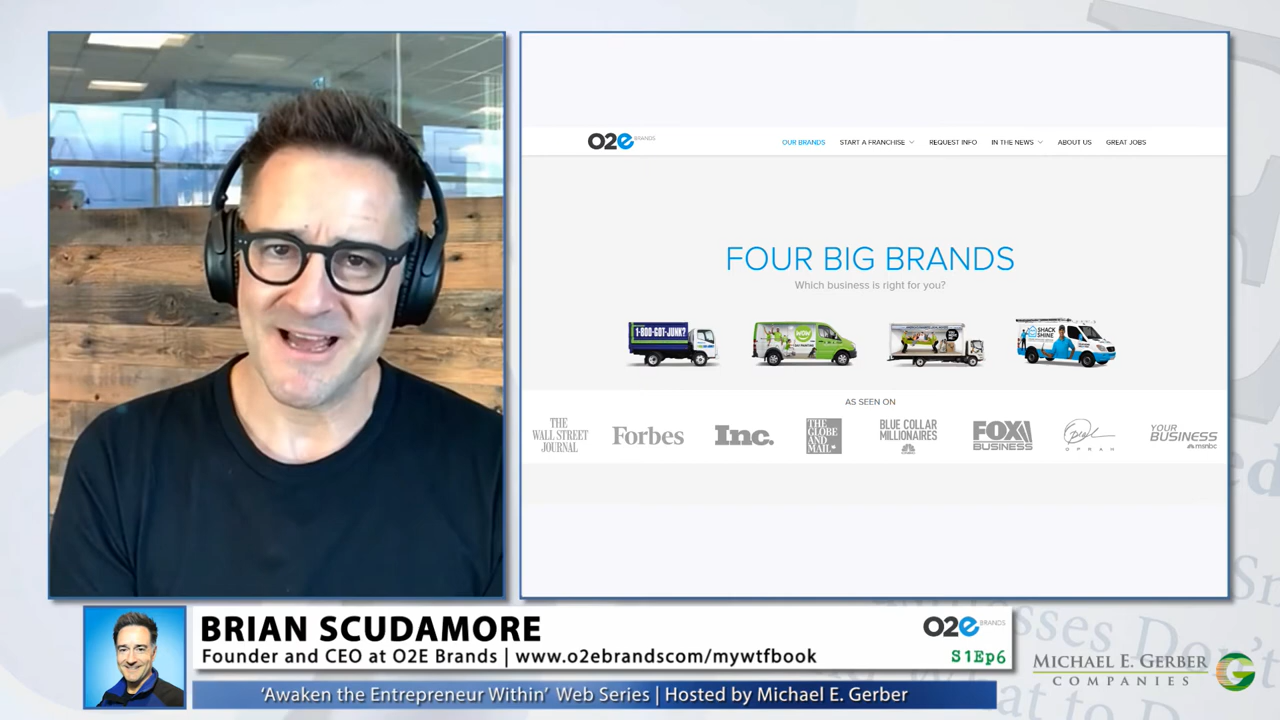 O2e BRANDS
OUR BRANDS START A FRANCHISE REQUEST INFO IN THE NEWS ABOUT US GREAT JOBS
FOUR BIG BRANDS
Which business is right for you?
1-800-GOT-JUNK?
WOW
SHACK
SHINE
AS SEEN ON
THE
WALL STREET
JOURNAL
Forbes
Inc.
THE
GLOBE
AND
MAIL
BLUE COLLAR
MILLIONAIRES
FOX
BUSINESS
OPRAH
YOUR
BUSINESS
msnbc
BRIAN SCUDAMORE
Founder and CEO at O2E Brands | www.o2ebrandscom/mywtfbook
O2e BRANDS
S1Ep6
'Awaken the Entrepreneur Within' Web Series | Hosted by Michael E. Gerber
MICHAEL E. GERBER
COMPANIES
G